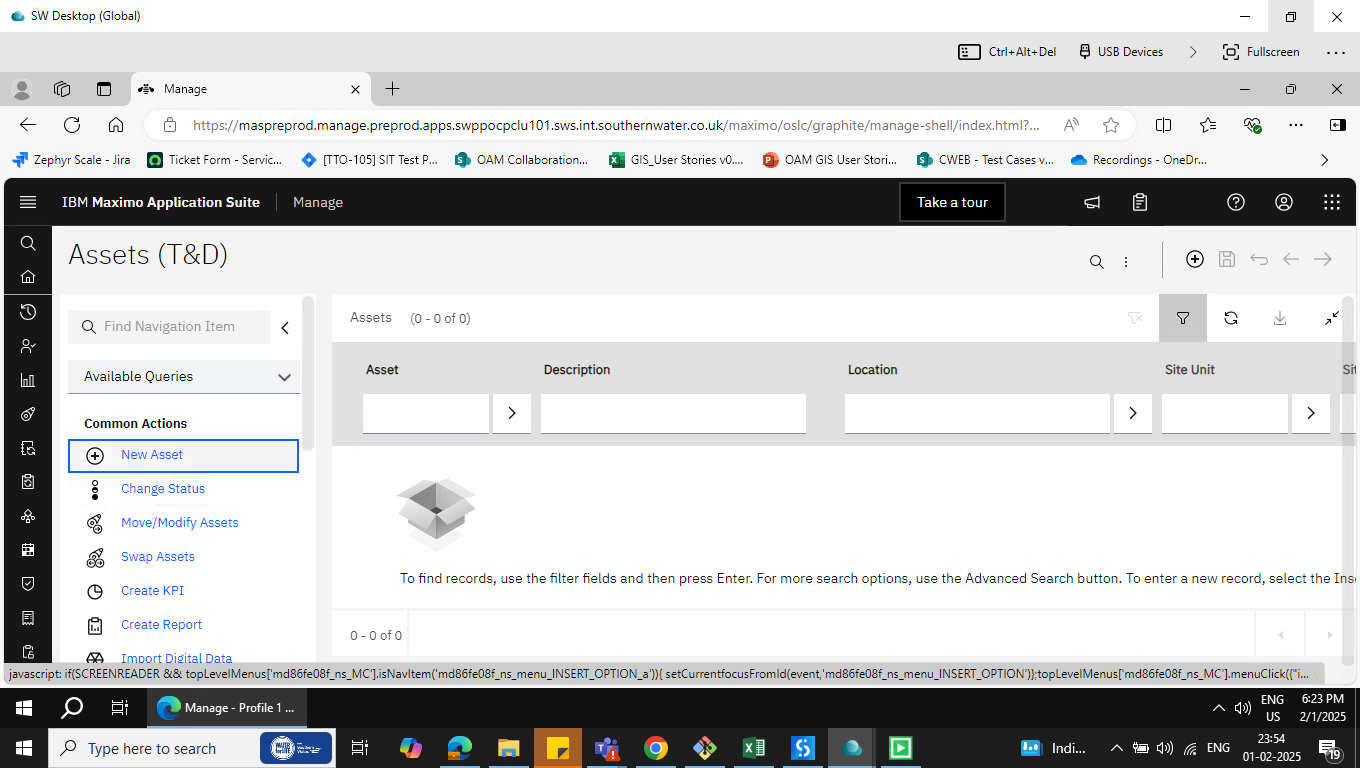 SW Desktop (Global)
Ctrl+Alt+Del USB Devices Fullscreen
Manage
https://maspreprod.manage.preprod.apps.swppocpclu101.sws.int.southernwater.co.uk/maximo/oslc/graphite/manage-shell/index.html?...
Zephyr Scale - Jira Ticket Form - Servic... [TTO-105] SIT Test P... OAM Collaboration... GIS_User Stories v0.... OAM GIS User Stori... CWEB - Test Cases v... Recordings - OneDr...
IBM Maximo Application Suite Manage Take a tour
Assets (T&D)
Find Navigation Item
Available Queries
Common Actions
New Asset
Change Status
Move/Modify Assets
Swap Assets
Create KPI
Create Report
Import Digital Data
Assets (0 - 0 of 0)
Asset Description Location Site Unit Sit
To find records, use the filter fields and then press Enter. For more search options, use the Advanced Search button. To enter a new record, select the Inse
0 - 0 of 0
javascript: if(SCREENREADER && topLevelMenus['md86fe08f_ns_MC'].isNavItem('md86fe08f_ns_menu_INSERT_OPTION_a')){ setCurrentfocusFromId(event,'md86fe08f_ns_menu_INSERT_OPTION')};topLevelMenus['md86fe08f_ns_MC'].menuClick({"i...
Manage - Profile 1 ... ENG US 6:23 PM 2/1/2025
Type here to search Indi... ENG 23:54 01-02-2025 19